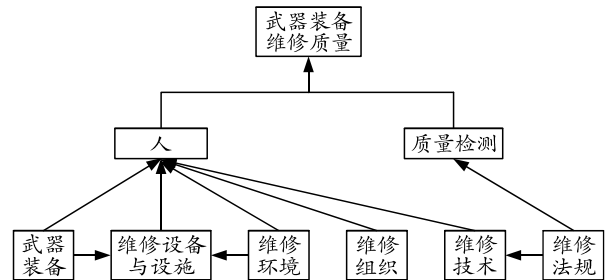 武器装备
维修质量
人
质量检测
武器
装备
维修设备
与设施
维修
环境
维修
组织
维修
技术
维修
法规